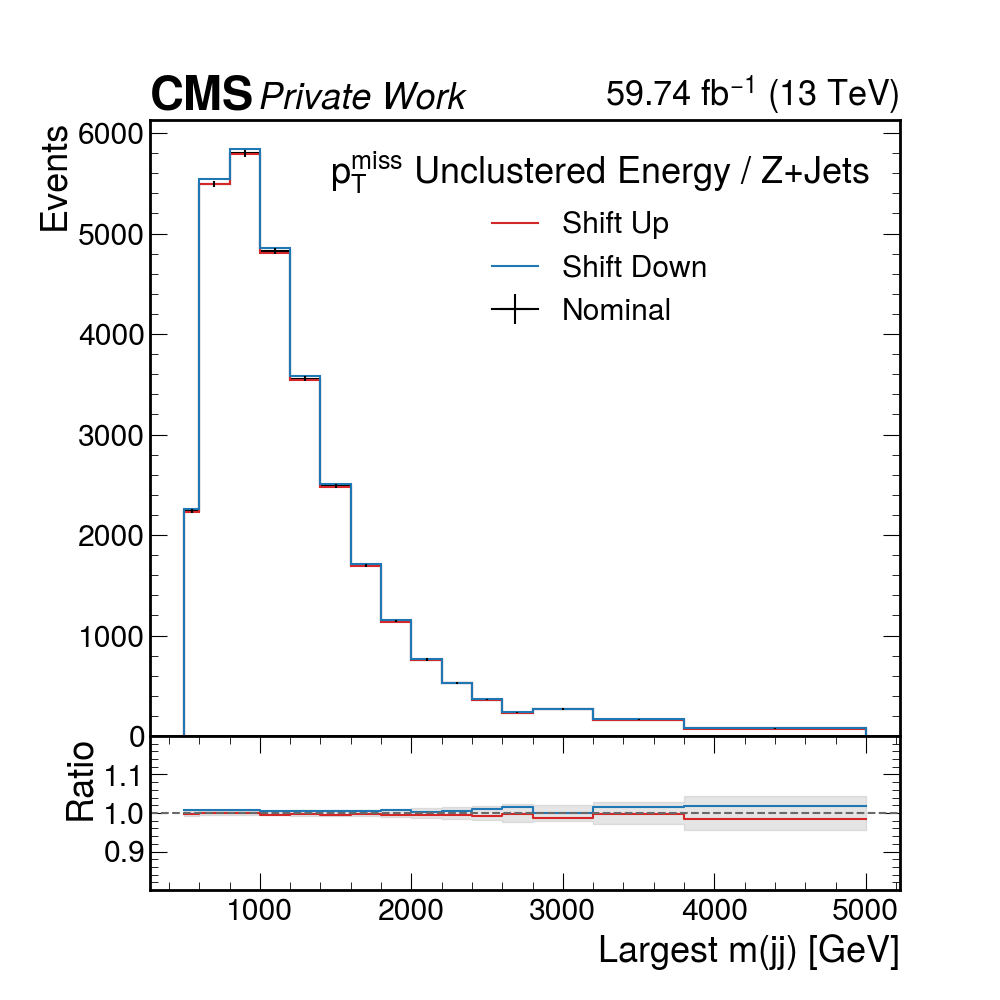 CMS Private Work 59.74 fb⁻¹ (13 TeV)
Events
6000
5000
4000
3000
2000
1000
0
p_T^miss Unclustered Energy / Z+Jets
Shift Up
Shift Down
Nominal
Ratio
1.1
1.0
0.9
1000 2000 3000 4000 5000
Largest m(jj) [GeV]